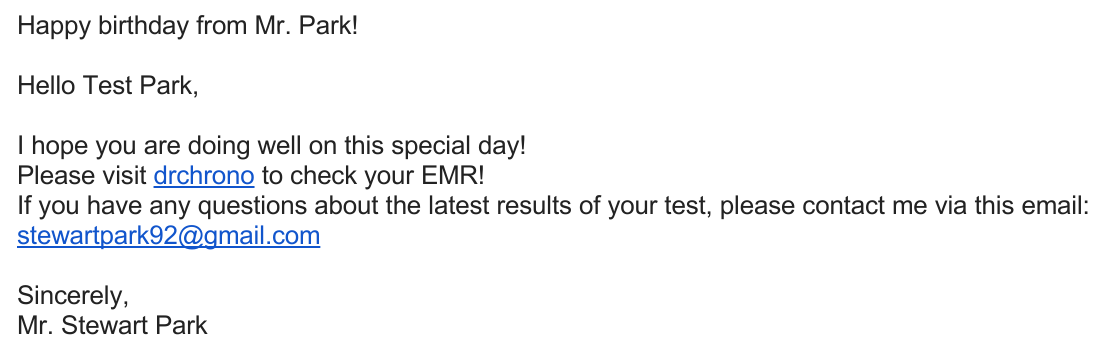 Happy birthday from Mr. Park!
Hello Test Park,
I hope you are doing well on this special day!
Please visit drchrono to check your EMR!
If you have any questions about the latest results of your test, please contact me via this email:
stewartpark92@gmail.com
Sincerely,
Mr. Stewart Park